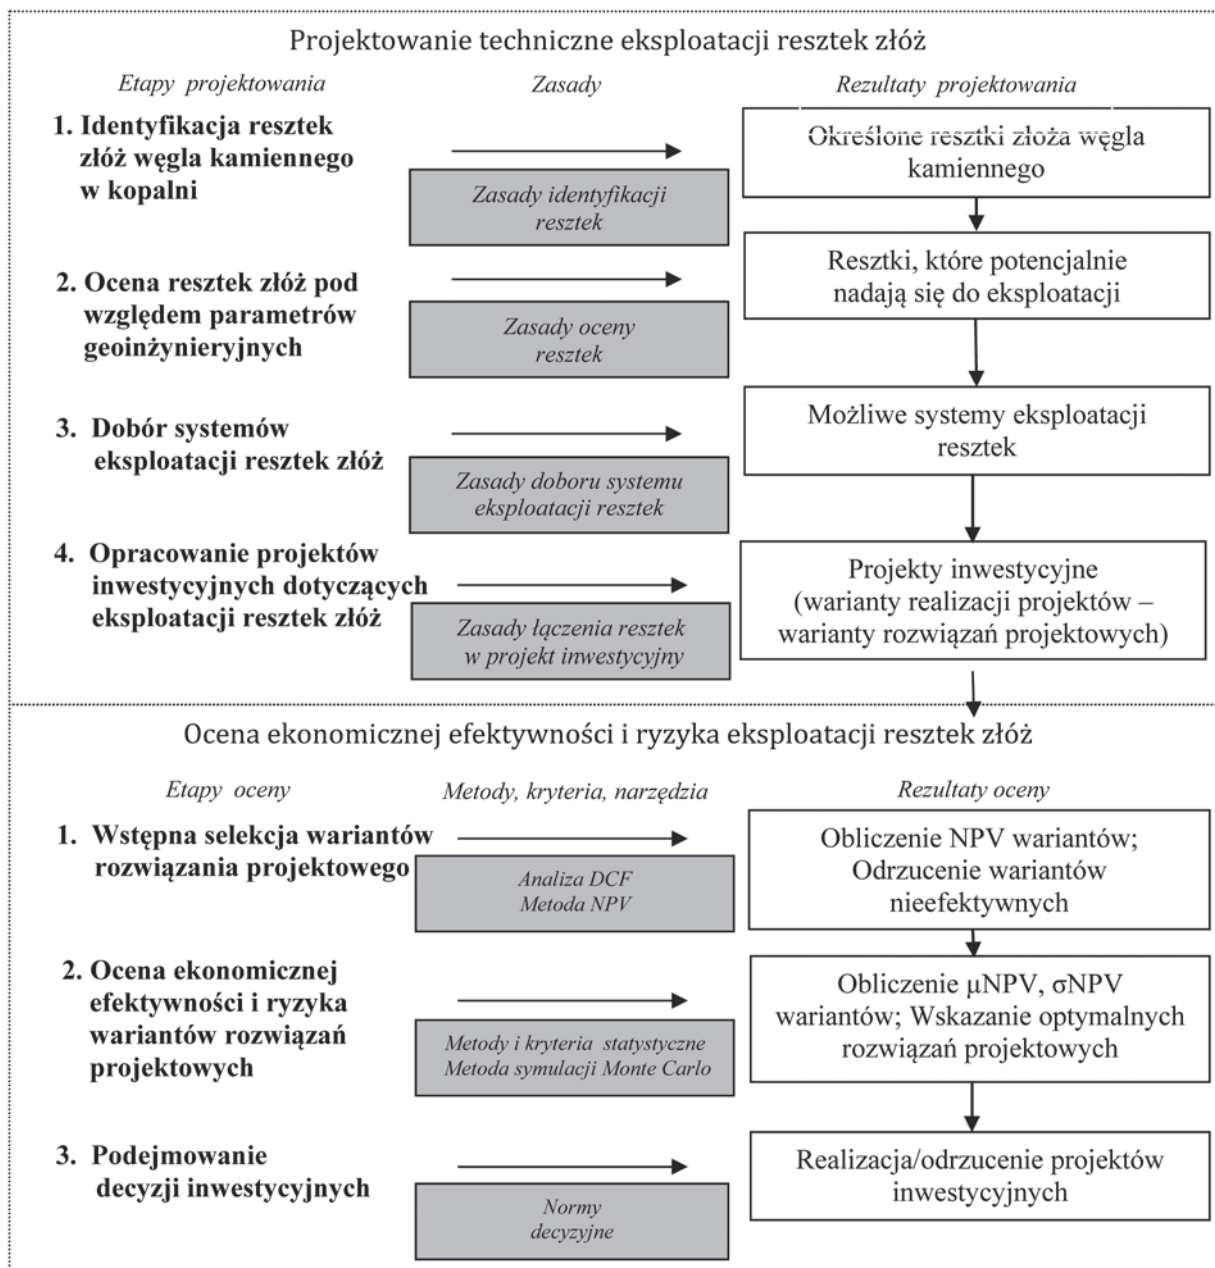 Projektowanie techniczne eksploatacji resztek złóż
Etapy projektowania
Zasady
Rezultaty projektowania
1. Identyfikacja resztek
złóż węgla kamiennego
w kopalni
Zasady identyfikacji
resztek
Określone resztki złoża węgla
kamiennego
2. Ocena resztek złóż pod
względem parametrów
geoinżynieryjnych
Zasady oceny
resztek
Resztki, które potencjalnie
nadają się do eksploatacji
3. Dobór systemów
eksploatacji resztek złóż
Zasady doboru systemu
eksploatacji resztek
Możliwe systemy eksploatacji
resztek
4. Opracowanie projektów
inwestycyjnych dotyczących
eksploatacji resztek złóż
Zasady łączenia resztek
w projekt inwestycyjny
Projekty inwestycyjne
(warianty realizacji projektów –
warianty rozwiązań projektowych)
Ocena ekonomicznej efektywności i ryzyka eksploatacji resztek złóż
Etapy oceny
Metody, kryteria, narzędzia
Rezultaty oceny
1. Wstępna selekcja wariantów
rozwiązania projektowego
Analiza DCF
Metoda NPV
Obliczenie NPV wariantów;
Odrzucenie wariantów
nieefektywnych
2. Ocena ekonomicznej
efektywności i ryzyka
wariantów rozwiązań
projektowych
Metody i kryteria statystyczne
Metoda symulacji Monte Carlo
Obliczenie μNPV, σNPV
wariantów; Wskazanie optymalnych
rozwiązań projektowych
3. Podejmowanie
decyzji inwestycyjnych
Normy
decyzyjne
Realizacja/odrzucenie projektów
inwestycyjnych